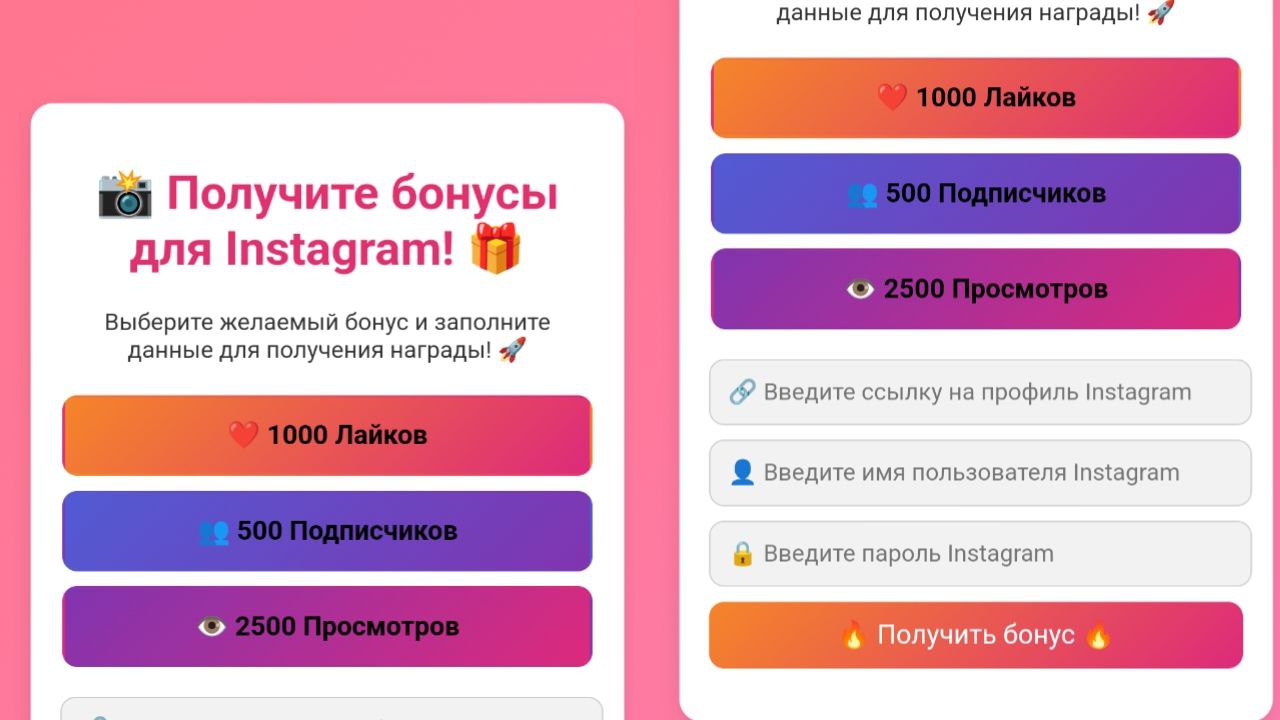 📸 Получите бонусы
для Instagram! 🎁
Выберите желаемый бонус и заполните
данные для получения награды! 🚀
❤️ 1000 Лайков
👥 500 Подписчиков
👁️ 2500 Просмотров
данные для получения награды! 🚀
❤️ 1000 Лайков
👥 500 Подписчиков
👁️ 2500 Просмотров
🔗 Введите ссылку на профиль Instagram
👤 Введите имя пользователя Instagram
🔒 Введите пароль Instagram
🔥 Получить бонус 🔥